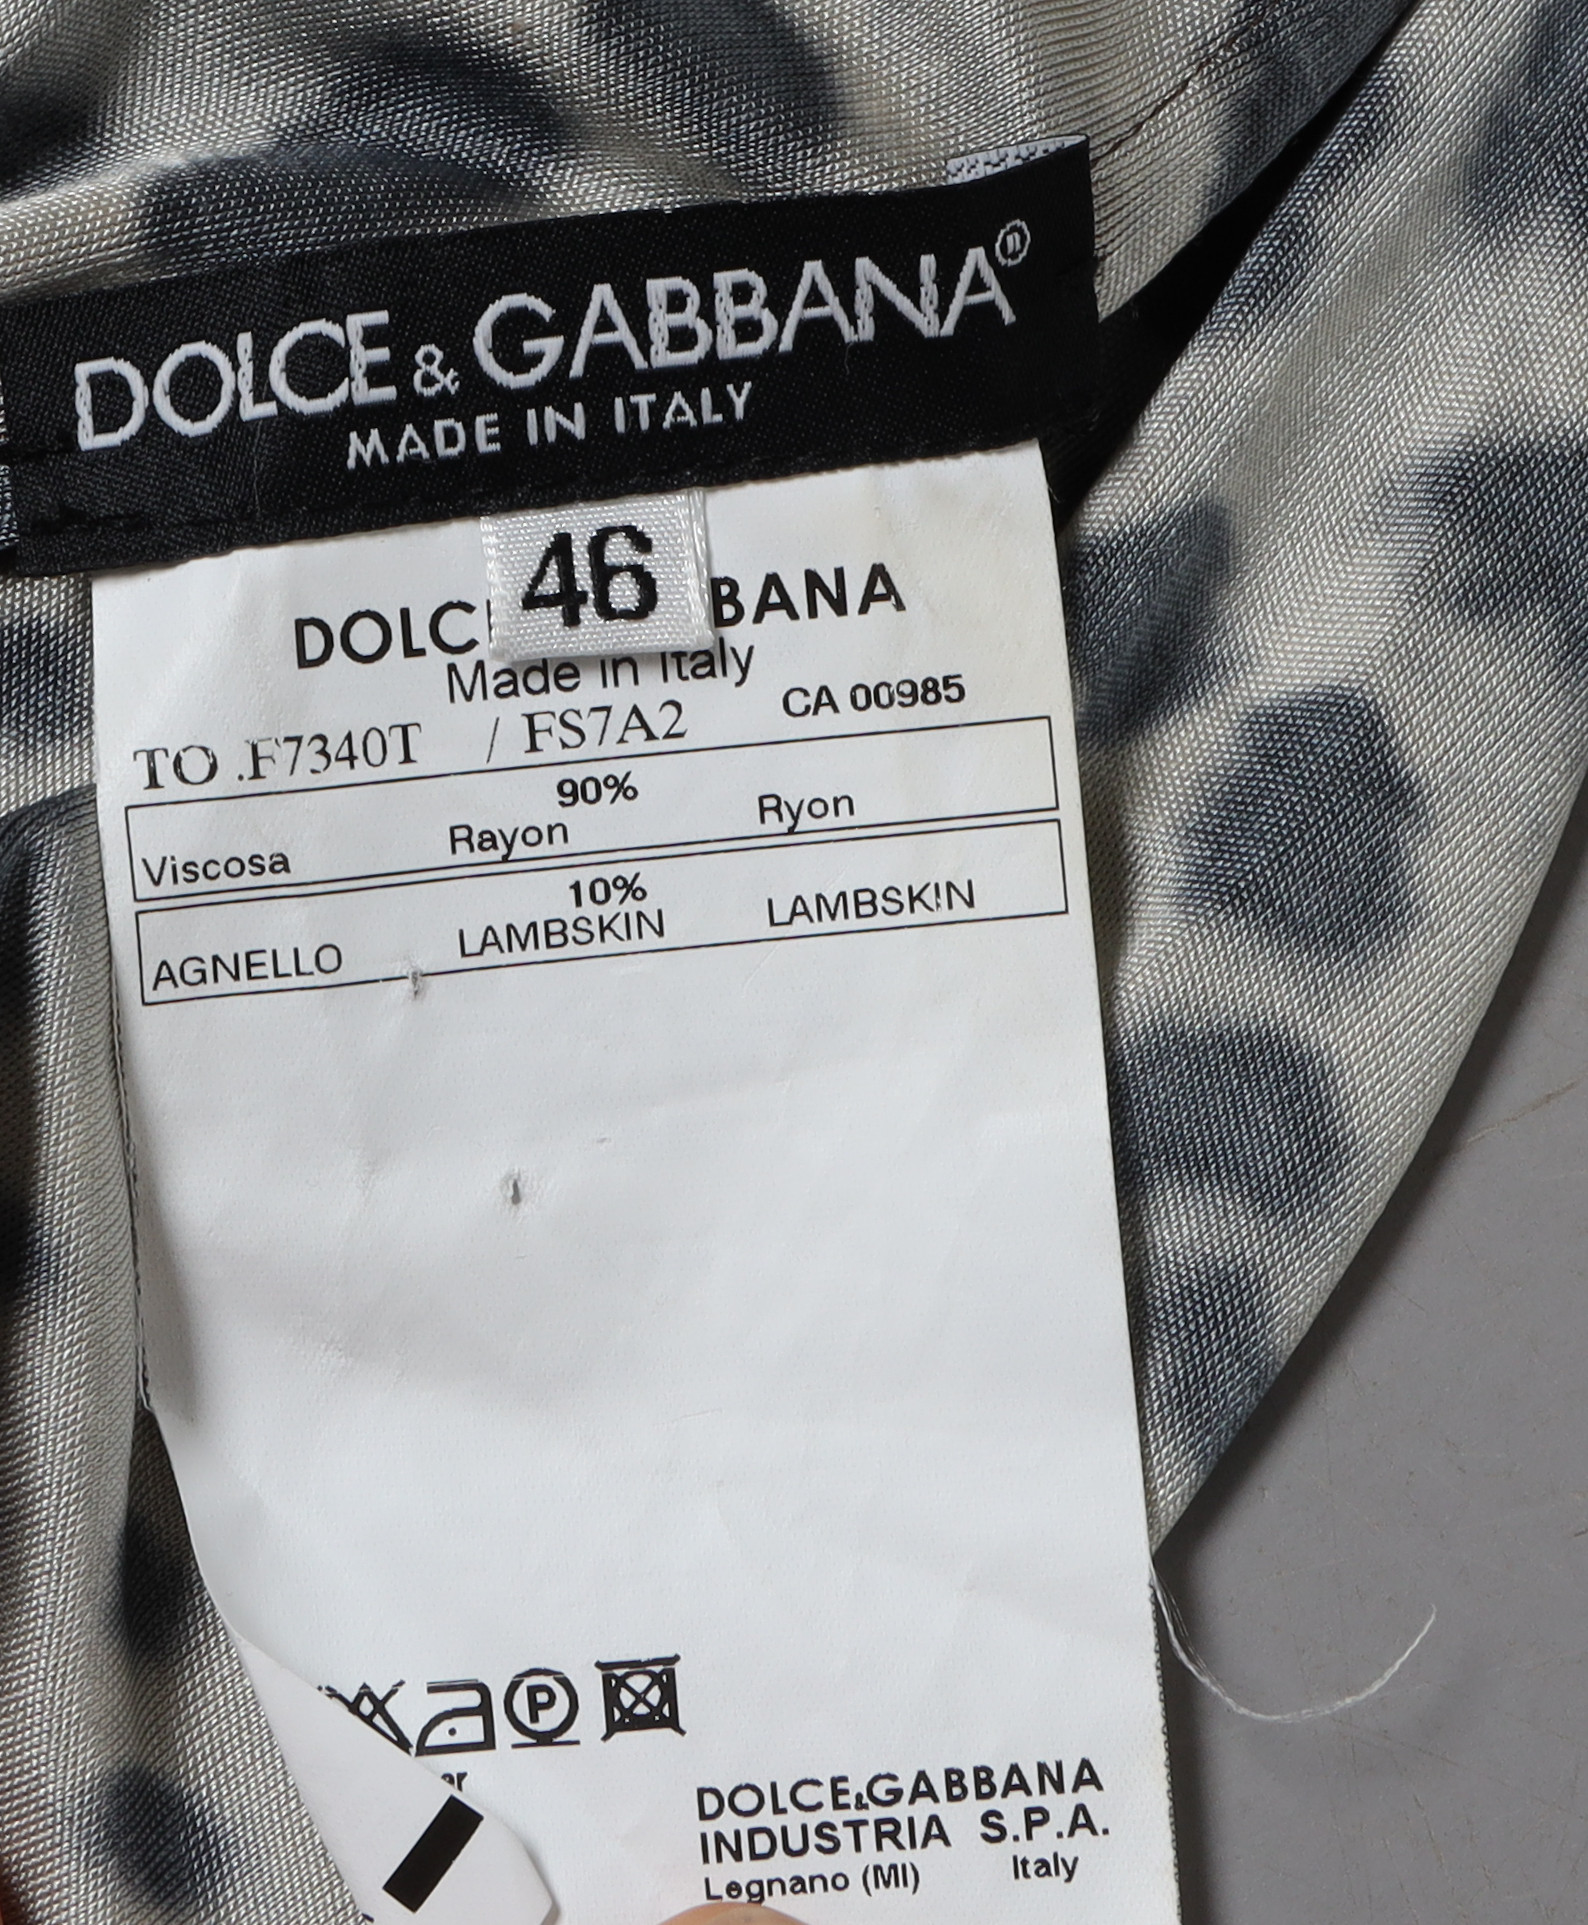 DOLCE & GABBANA®
MADE IN ITALY
46
DOLC BANA
Made in Italy
TO .F7340T / FS7A2 CA 00985
90%
Viscosa Rayon Ryon
10%
AGNELLO LAMBSKIN LAMBSKIN
P
er
DOLCE&GABBANA
INDUSTRIA S.P.A.
Legnano (MI) Italy